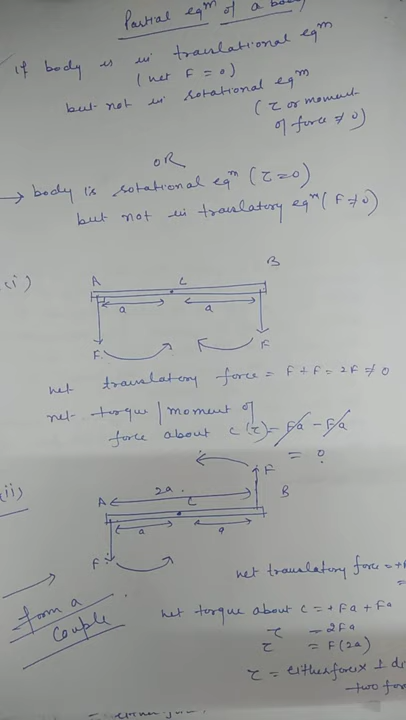 Partial eqᵐ of a body
if body is in translational eqᵐ
( net F = 0 )
but not in rotational eqᵐ
( τ or moment
of force ≠ 0 )
OR
→ body is rotational eqᵐ ( τ = 0 )
but not in translatory eqᵐ ( F ≠ 0 )
(i)
A C B
a a
F F
net translatory force = F + F = 2F ≠ 0
net torque | moment of
force about C (τ) = Fa - Fa
= 0
(ii)
F
2a
A C B
a a
F
net translatory force = +F
=
form a
couple
net torque about C = + Fa + Fa
τ = 2Fa
τ = F(2a)
τ = either force x ⊥ di
two for